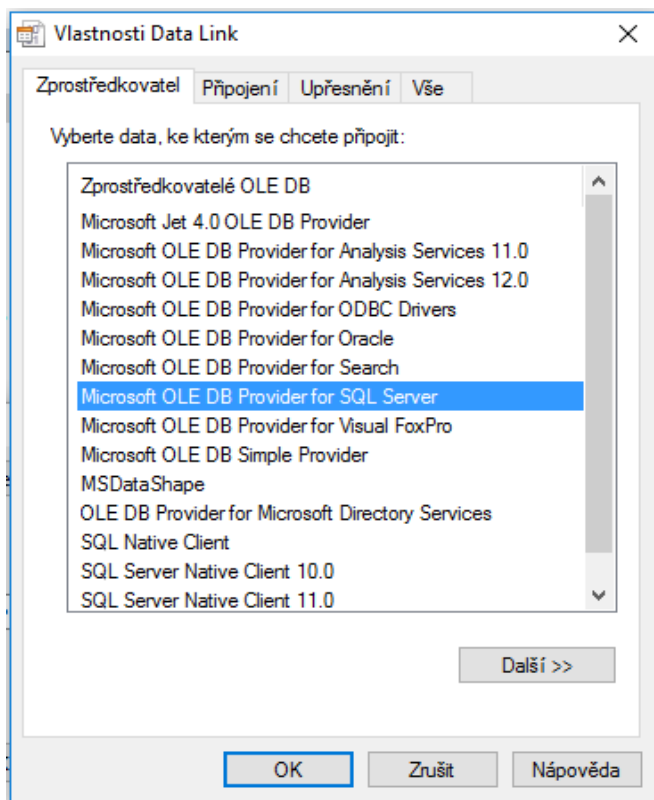 Vlastnosti Data Link
Zprostředkovatel Připojení Upřesnění Vše
Vyberte data, ke kterým se chcete připojit:
Zprostředkovatelé OLE DB
Microsoft Jet 4.0 OLE DB Provider
Microsoft OLE DB Provider for Analysis Services 11.0
Microsoft OLE DB Provider for Analysis Services 12.0
Microsoft OLE DB Provider for ODBC Drivers
Microsoft OLE DB Provider for Oracle
Microsoft OLE DB Provider for Search
Microsoft OLE DB Provider for SQL Server
Microsoft OLE DB Provider for Visual FoxPro
Microsoft OLE DB Simple Provider
MSDataShape
OLE DB Provider for Microsoft Directory Services
SQL Native Client
SQL Server Native Client 10.0
SQL Server Native Client 11.0
Další >>
OK Zrušit Nápověda